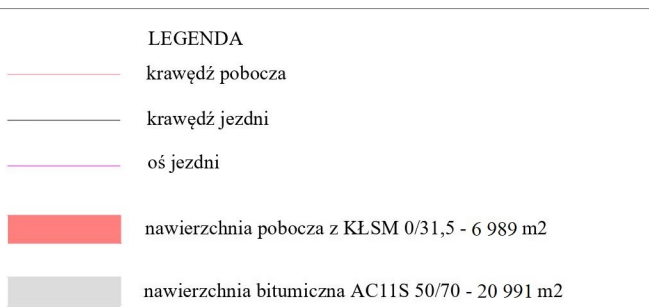 LEGENDA
krawędź pobocza
krawędź jezdni
oś jezdni
nawierzchnia pobocza z KŁSM 0/31,5 - 6 989 m2
nawierzchnia bitumiczna AC11S 50/70 - 20 991 m2